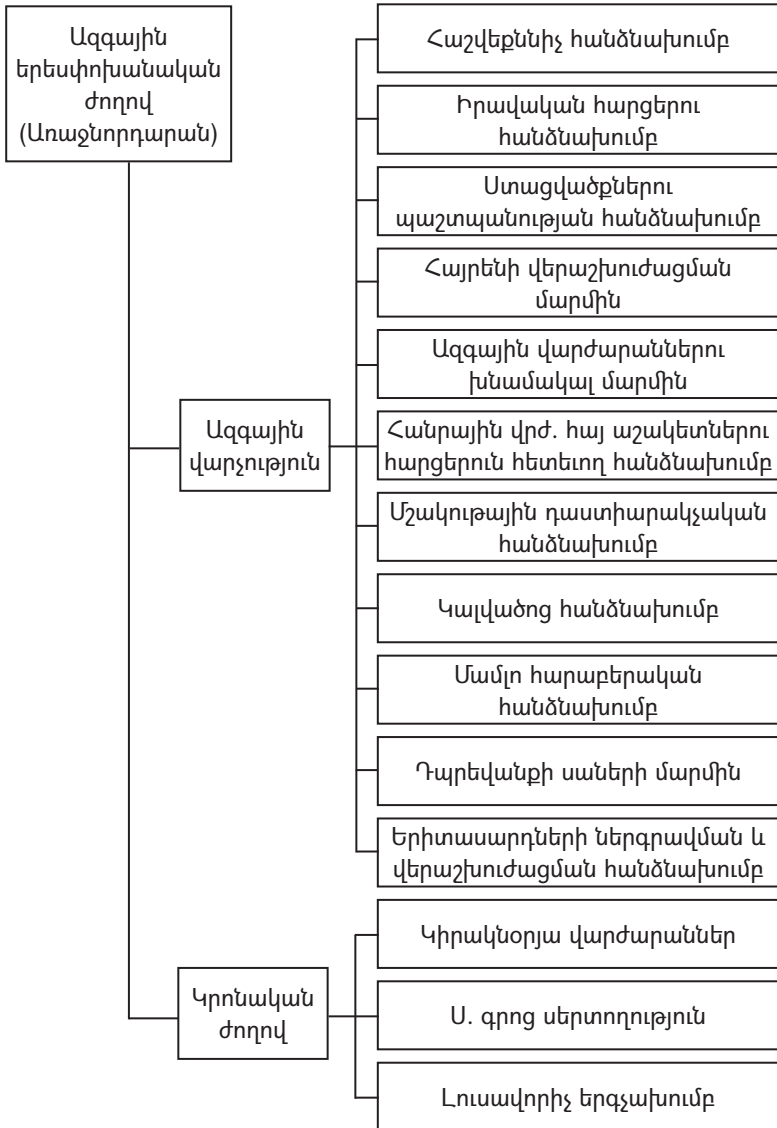 Ազգային
երեսփոխանական
ժողով
(Առաջնորդարան)
Ազգային
վարչություն
Հաշվեքննիչ հանձնախումբ
Իրավական հարցերու
հանձնախումբ
Ստացվածքներու
պաշտպանության հանձնախումբ
Հայրենի վերաշխուժացման
մարմին
Ազգային վարժարաններու
խնամակալ մարմին
Հանրային վրժ. հայ աշակետներու
հարցերուն հետեւող հանձնախումբ
Մշակութային դաստիարակչական
հանձնախումբ
Կալվածոց հանձնախումբ
Մամլո հարաբերական
հանձնախումբ
Դպրեվանքի սաների մարմին
Երիտասարդների ներգրավման և
վերաշխուժացման հանձնախումբ
Կրոնական
ժողով
Կիրակնօրյա վարժարաններ
Ս. գրոց սերտողություն
Լուսավորիչ երգչախումբ